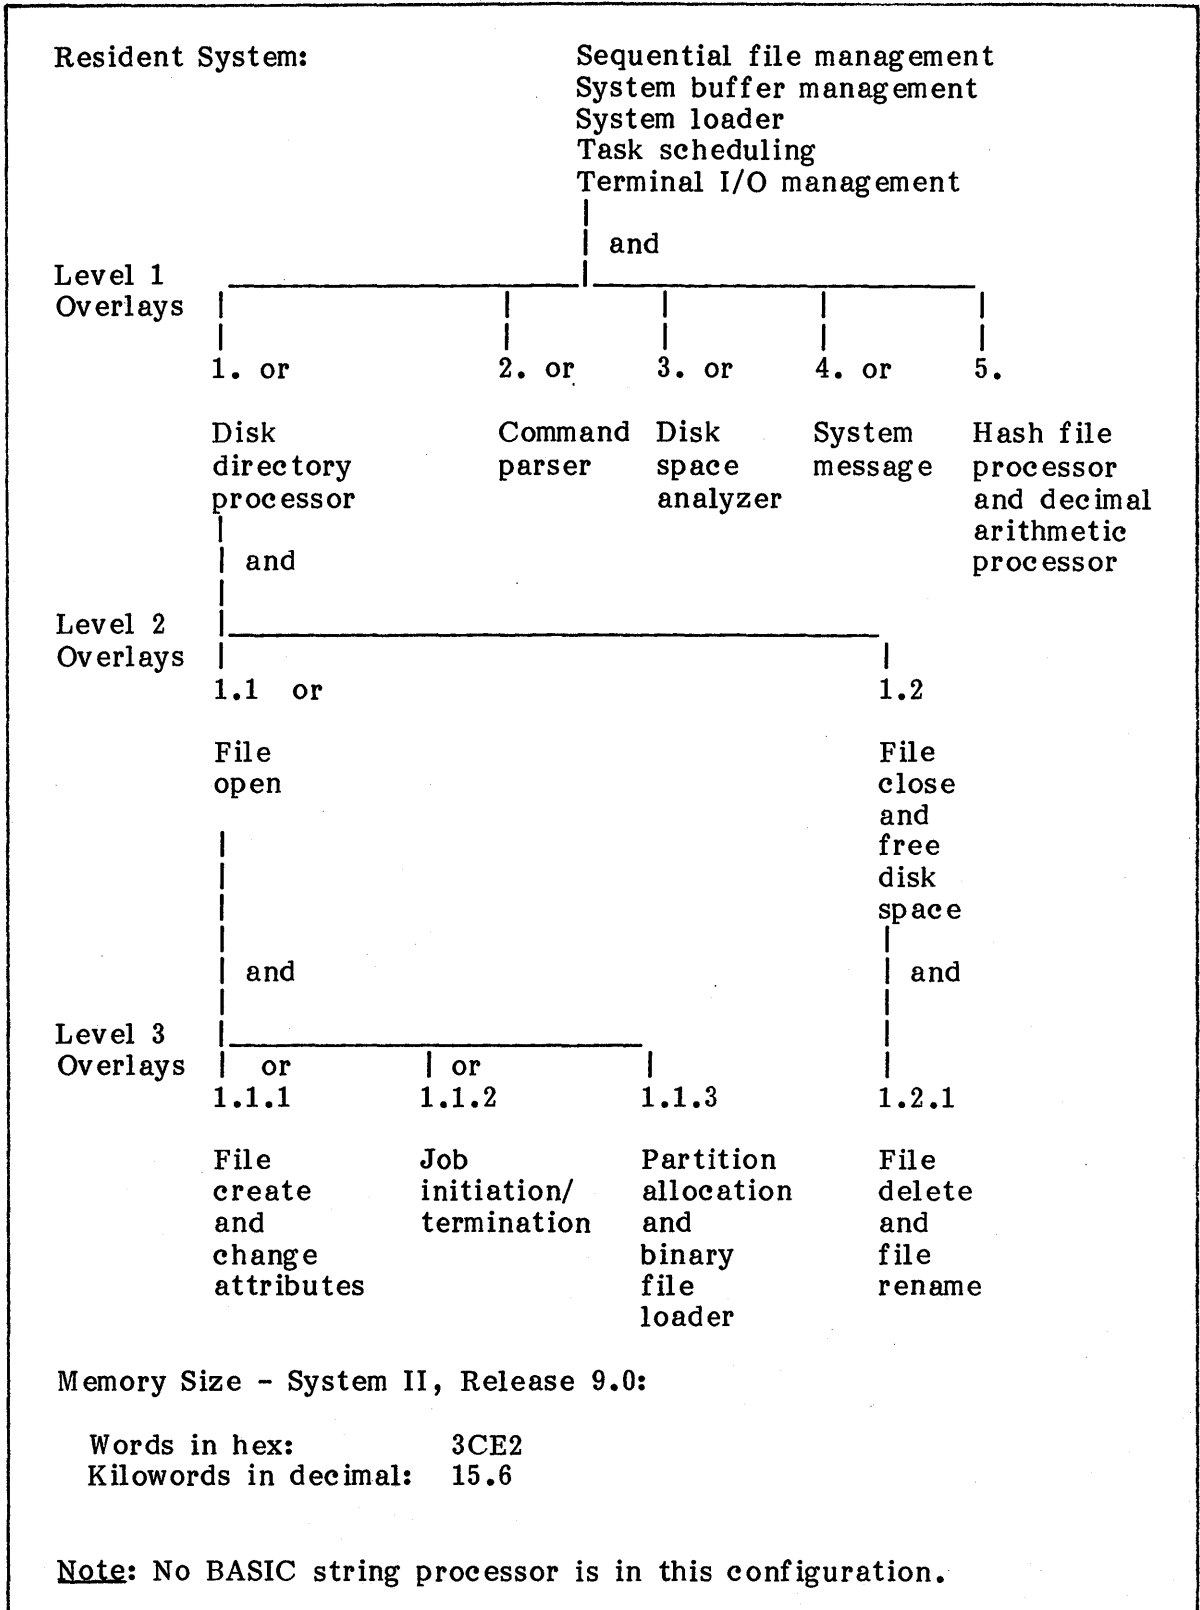 Resident System: Sequential file management
System buffer management
System loader
Task scheduling
Terminal I/O management
and
Level 1
Overlays
1. or 2. or 3. or 4. or 5.
Disk Command Disk System Hash file
directory parser space message processor
processor analyzer and decimal
arithmetic
and processor
Level 2
Overlays
1.1 or 1.2
File File
open close
and
free
disk
space
and and
Level 3
Overlays or or
1.1.1 1.1.2 1.1.3 1.2.1
File Job Partition File
create initiation/ allocation delete
and termination and and
change binary file
attributes file rename
loader
Memory Size - System II, Release 9.0:
Words in hex: 3CE2
Kilowords in decimal: 15.6
Note: No BASIC string processor is in this configuration.